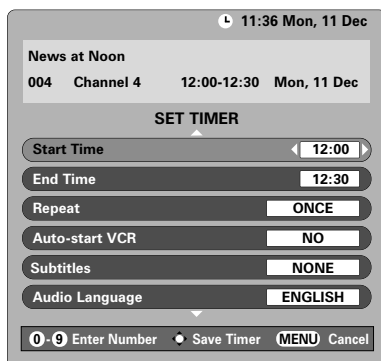 11:36 Mon, 11 Dec
News at Noon
004 Channel 4 12:00-12:30 Mon, 11 Dec
SET TIMER
Start Time 12:00
End Time 12:30
Repeat ONCE
Auto-start VCR NO
Subtitles NONE
Audio Language ENGLISH
0-9 Enter Number Save Timer MENU Cancel